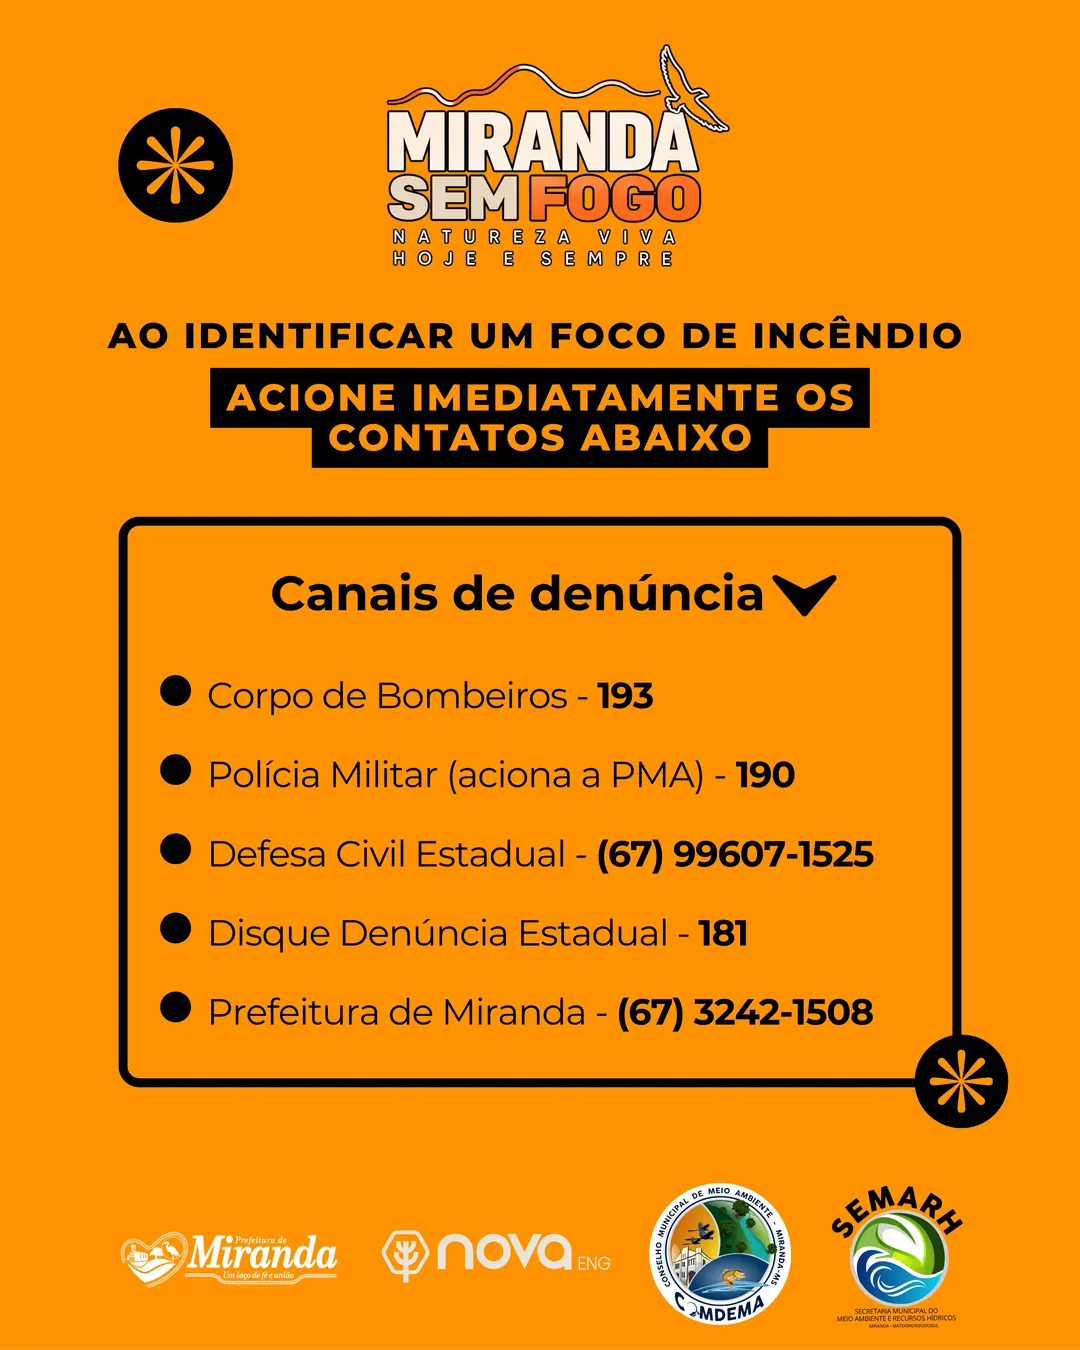 MIRANDA
SEM FOGO
NATUREZA VIVA
HOJE E SEMPRE
AO IDENTIFICAR UM FOCO DE INCÊNDIO
ACIONE IMEDIATAMENTE OS
CONTATOS ABAIXO
Canais de denúncia
Corpo de Bombeiros - 193
Polícia Militar (aciona a PMA) - 190
Defesa Civil Estadual - (67) 99607-1525
Disque Denúncia Estadual - 181
Prefeitura de Miranda - (67) 3242-1508
Prefeitura de
Miranda
Um laço de fé e união
nova ENG
CONSELHO MUNICIPAL DE MEIO AMBIENTE - MIRANDA-MS
COMDEMA
SEMARH
SECRETARIA MUNICIPAL DO
MEIO AMBIENTE E RECURSOS HÍDRICOS
MIRANDA - MATOGROSSODOSUL